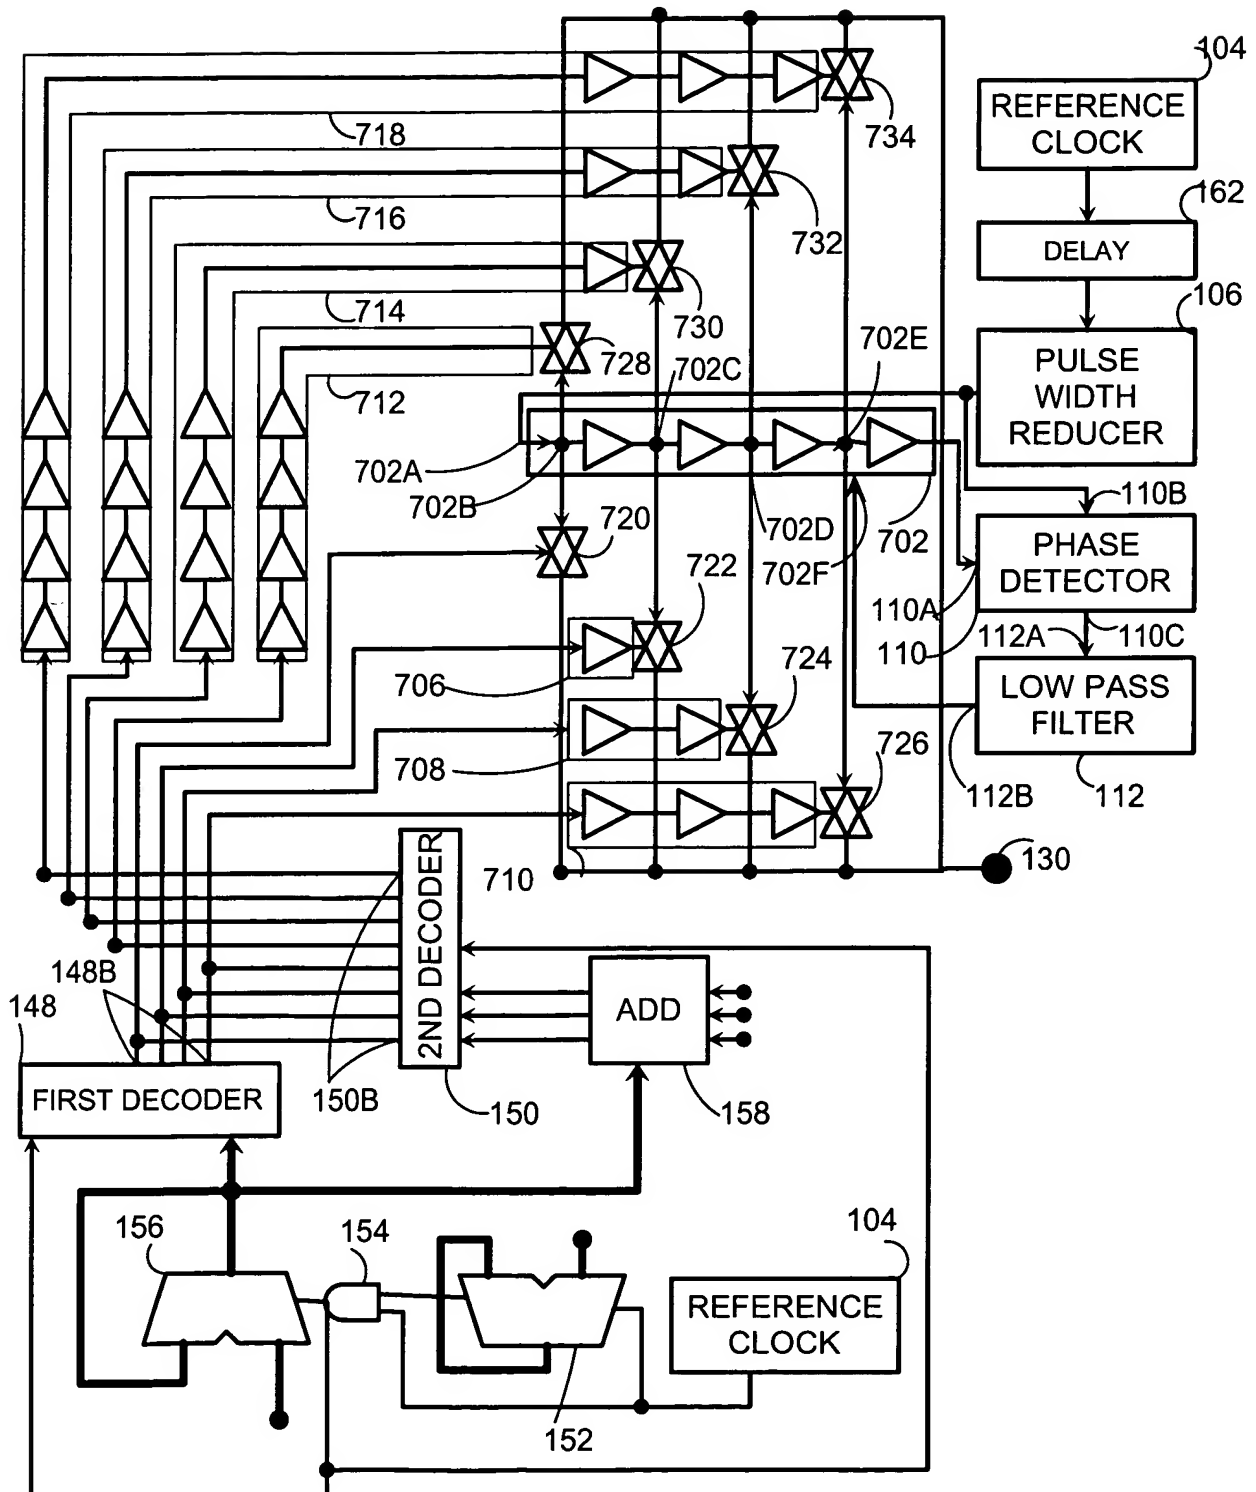 104
REFERENCE
CLOCK
718
734
162
716
732
DELAY
714
730
106
728
702E
702C
712
PULSE
WIDTH
REDUCER
702A
702B
720
702D
702
110B
702F
722
PHASE
DETECTOR
110A
112A
110C
110
706
724
LOW PASS
FILTER
708
726
112B
112
130
710
2ND DECODER
148B
148
ADD
FIRST DECODER
150B
150
158
156
154
104
REFERENCE
CLOCK
152